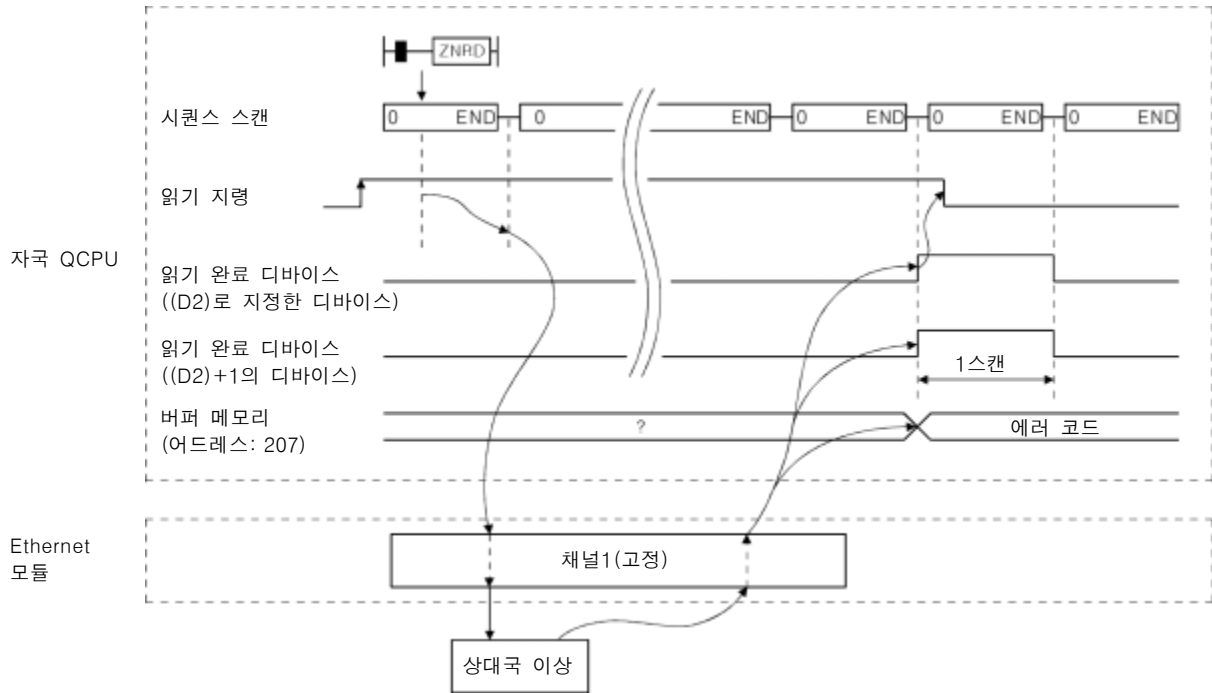 ZNRD
시퀀스 스캔
0 END 0 END 0 END 0 END 0 END
읽기 지령
자국 QCPU
읽기 완료 디바이스
((D2)로 지정한 디바이스)
읽기 완료 디바이스
((D2)+1의 디바이스)
1스캔
버퍼 메모리
(어드레스: 207)
?
에러 코드
Ethernet
모듈
채널1(고정)
상대국 이상